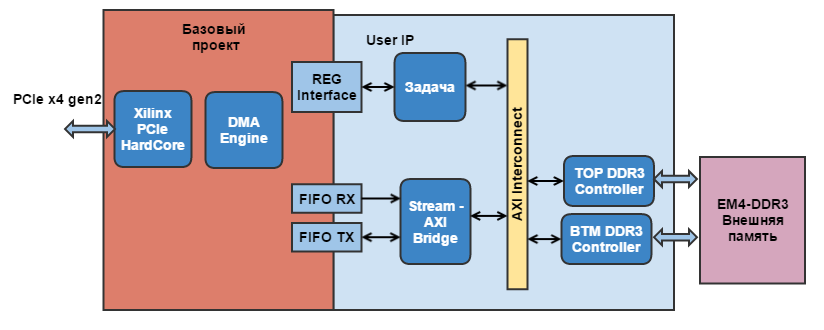 Базовый
проект
User IP
REG
Interface
Задача
PCIe x4 gen2
Xilinx
PCIe
HardCore
DMA
Engine
AXI Interconnect
TOP DDR3
Controller
FIFO RX
Stream -
AXI
Bridge
EM4-DDR3
Внешняя
память
FIFO TX
BTM DDR3
Controller